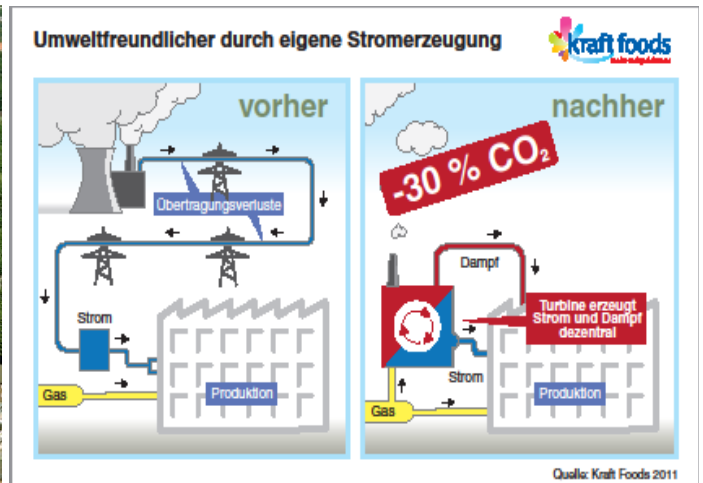 Umweltfreundlicher durch eigene Stromerzeugung
kraft foods
vorher
Übertragungsverluste
Strom
Gas
Produktion
nachher
-30 % CO₂
Dampf
Turbine erzeugt
Strom und Dampf
dezentral
Strom
Gas
Produktion
Quelle: Kraft Foods 2011